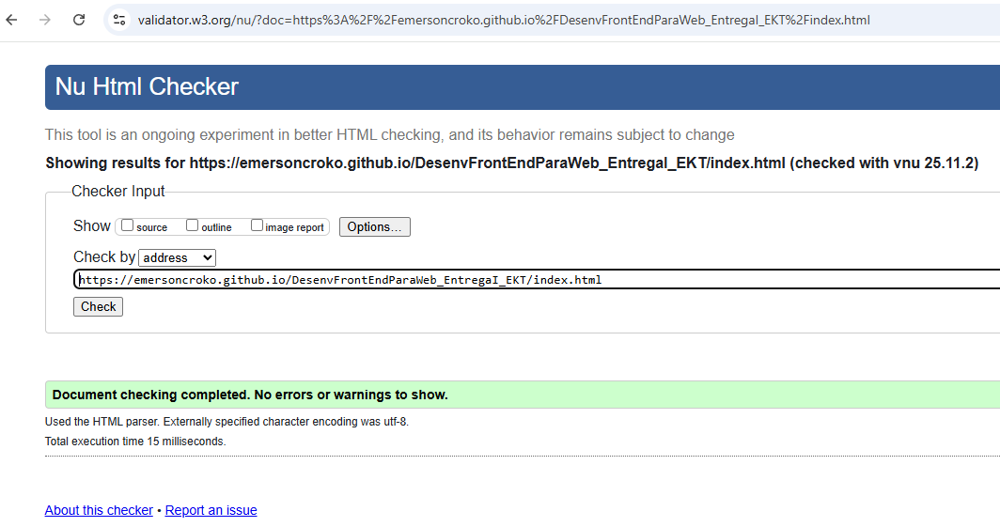 validator.w3.org/nu/?doc=https%3A%2F%2Femersoncroko.github.io%2FDesenvFrontEndParaWeb_EntregaI_EKT%2Findex.html
Nu Html Checker
This tool is an ongoing experiment in better HTML checking, and its behavior remains subject to change
Showing results for https://emersoncroko.github.io/DesenvFrontEndParaWeb_EntregaI_EKT/index.html (checked with vnu 25.11.2)
Checker Input
Show source outline image report Options...
Check by address
https://emersoncroko.github.io/DesenvFrontEndParaWeb_EntregaI_EKT/index.html
Check
Document checking completed. No errors or warnings to show.
Used the HTML parser. Externally specified character encoding was utf-8.
Total execution time 15 milliseconds.
About this checker • Report an issue